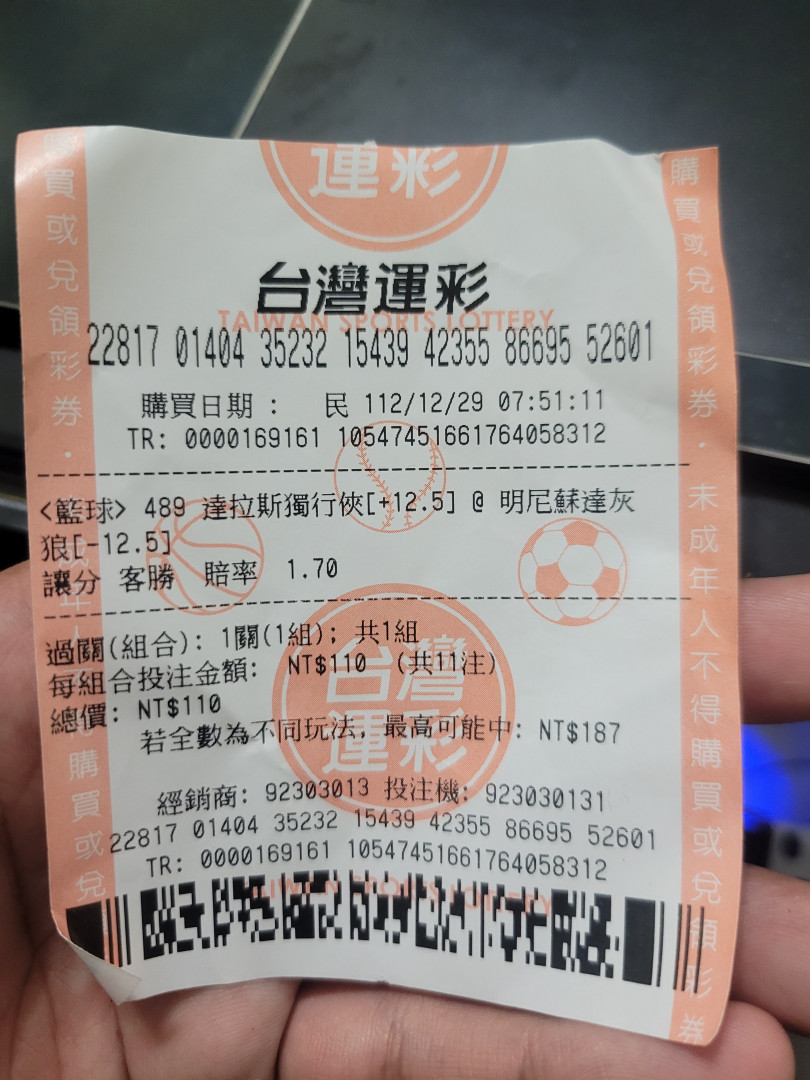 運彩
台灣運彩
TAIWAN SPORTS LOTTERY
22817 01404 35232 15439 42355 86695 52601
購買日期: 民 112/12/29 07:51:11
TR: 0000169161 10547451661764058312
<籃球> 489 達拉斯獨行俠[+12.5] @ 明尼蘇達灰
狼[-12.5]
讓分 客勝 賠率 1.70
過關(組合): 1關(1組); 共1組
每組合投注金額: NT$110 (共11注)
總價: NT$110
若全數為不同玩法, 最高可能中: NT$187
台灣
運彩
經銷商: 92303013 投注機: 923030131
22817 01404 35232 15439 42355 86695 52601
TR: 0000169161 10547451661764058312
買或兌領彩券・
購買或兌
購買或兌領彩券・未成年人不得購買或兌領彩券